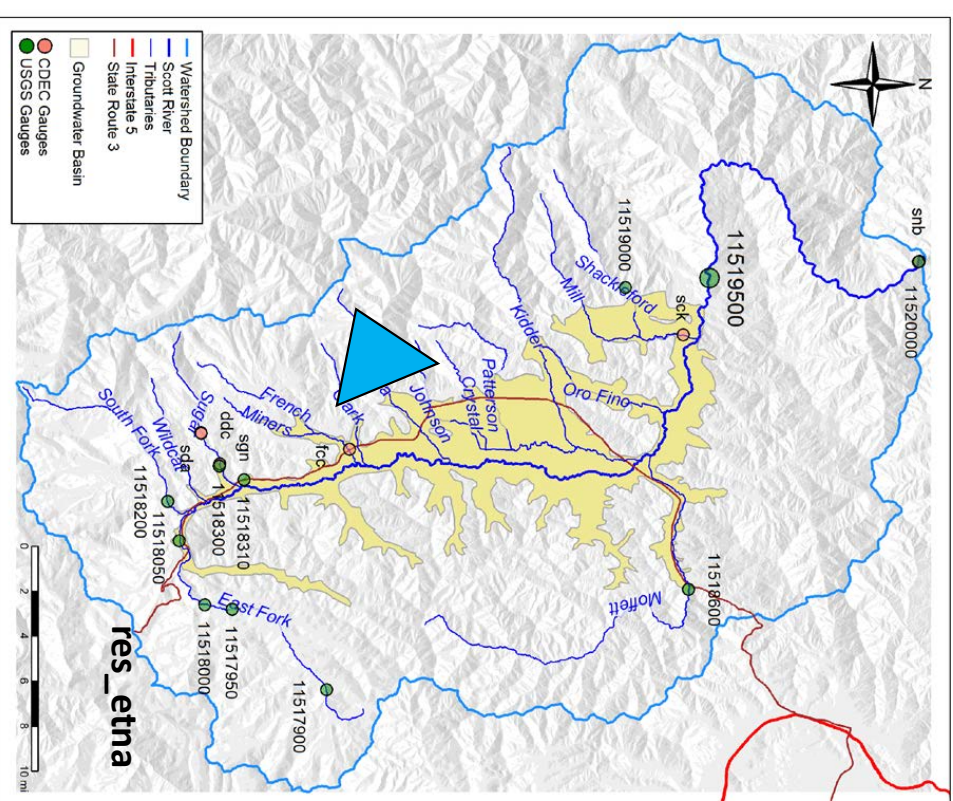 N
snb
11520000
11519500
11519000
Shackleford
Mill
sck
Kidder
Oro Fino
Patterson
Crystal
Johnson
Clark
French
Miners
fcc
Sugar
ddc
sgn
Wildcat
sda
South Fork
11518310
11518300
11518200
11518050
11518600
Moffett
East Fork
11518000
11517950
11517900
Watershed Boundary
Scott River
Tributaries
Interstate 5
State Route 3
Groundwater Basin
CDEC Gauges
USGS Gauges
0 2 4 6 8 10 mi
res_etna